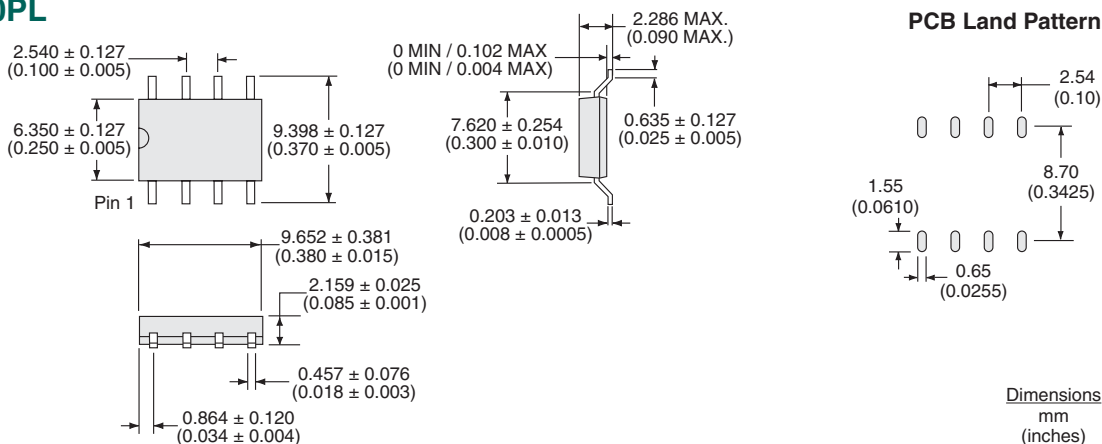 PL
2.540 ± 0.127
(0.100 ± 0.005)
6.350 ± 0.127
(0.250 ± 0.005)
9.398 ± 0.127
(0.370 ± 0.005)
Pin 1
2.286 MAX.
(0.090 MAX.)
0 MIN / 0.102 MAX
(0 MIN / 0.004 MAX)
7.620 ± 0.254
(0.300 ± 0.010)
0.635 ± 0.127
(0.025 ± 0.005)
0.203 ± 0.013
(0.008 ± 0.0005)
PCB Land Pattern
2.54
(0.10)
8.70
(0.3425)
1.55
(0.0610)
0.65
(0.0255)
9.652 ± 0.381
(0.380 ± 0.015)
2.159 ± 0.025
(0.085 ± 0.001)
0.457 ± 0.076
(0.018 ± 0.003)
0.864 ± 0.120
(0.034 ± 0.004)
Dimensions
mm
(inches)